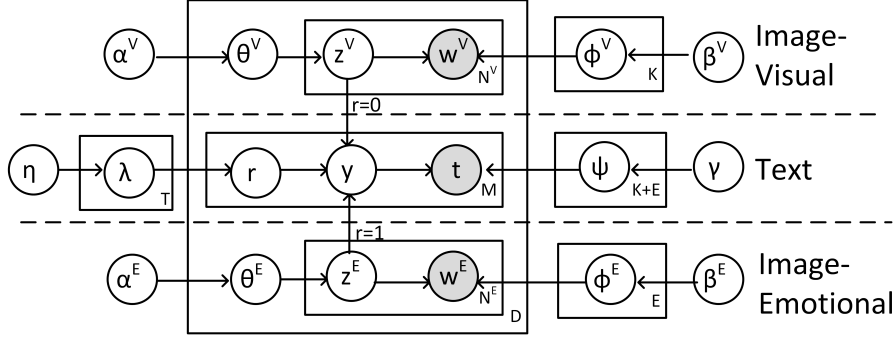 α^V θ^V z^V w^V N^V ϕ^V K β^V Image-
Visual
r=0
η λ T r y t M ψ K+E γ Text
r=1
α^E θ^E z^E w^E N^E D ϕ^E E β^E Image-
Emotional